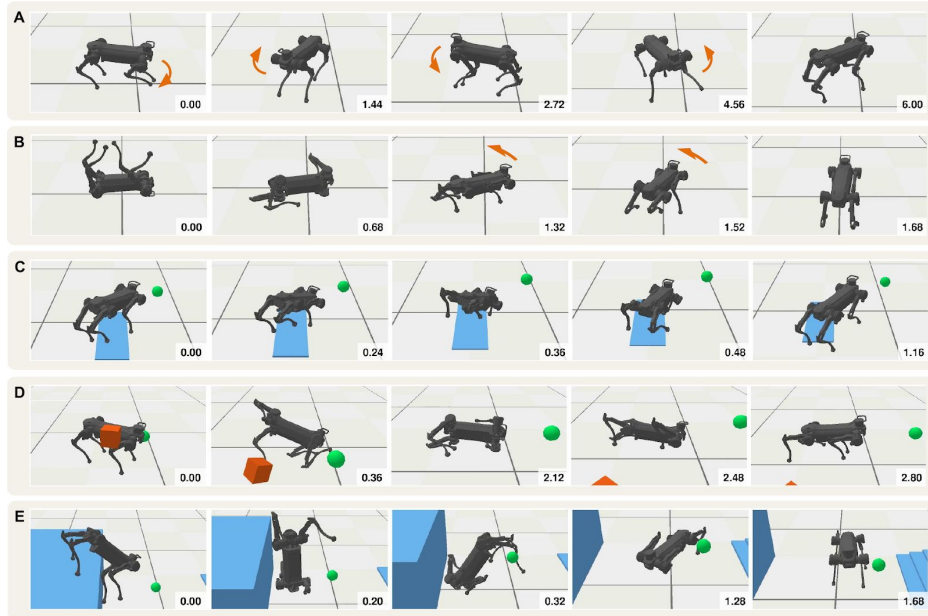 A
0.00 1.44 2.72 4.56 6.00
B
0.00 0.68 1.32 1.52 1.68
C
0.00 0.24 0.36 0.48 1.16
D
0.00 0.36 2.12 2.48 2.80
E
0.00 0.20 0.32 1.28 1.68